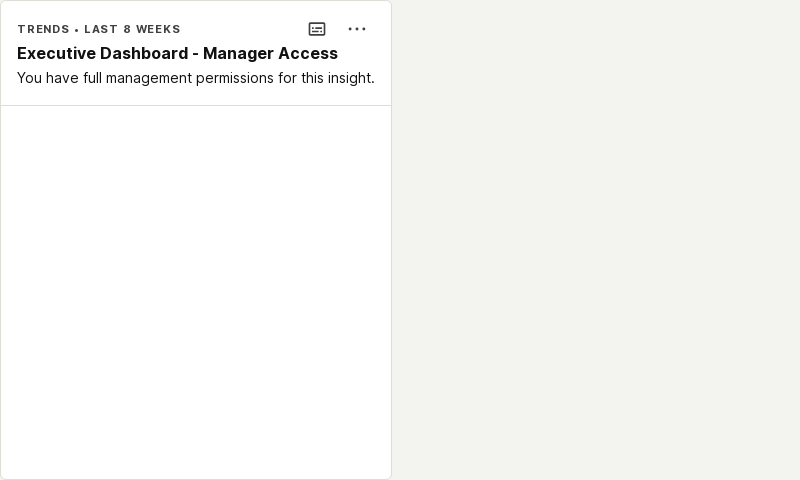 TRENDS • LAST 8 WEEKS
Executive Dashboard - Manager Access
You have full management permissions for this insight.